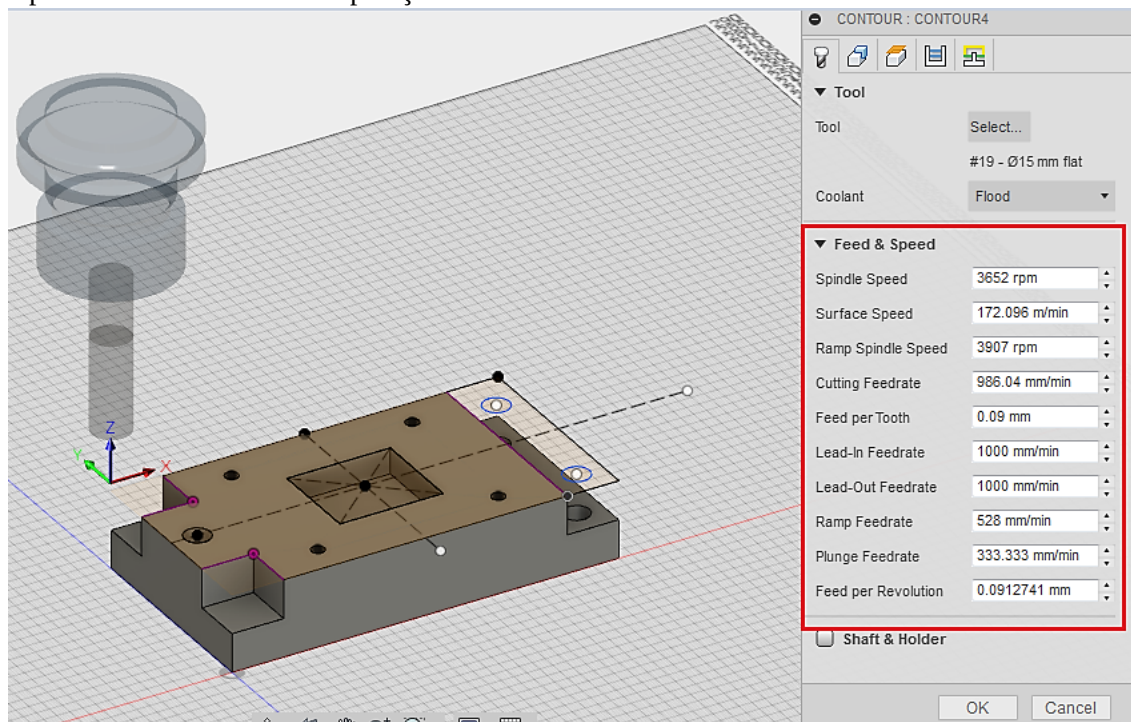 CONTOUR : CONTOUR4
Tool
Tool Select...
#19 - Ø15 mm flat
Coolant Flood
Feed & Speed
Spindle Speed 3652 rpm
Surface Speed 172.096 m/min
Ramp Spindle Speed 3907 rpm
Cutting Feedrate 986.04 mm/min
Feed per Tooth 0.09 mm
Lead-In Feedrate 1000 mm/min
Lead-Out Feedrate 1000 mm/min
Ramp Feedrate 528 mm/min
Plunge Feedrate 333.333 mm/min
Feed per Revolution 0.0912741 mm
Shaft & Holder
OK Cancel
Z
Y
X